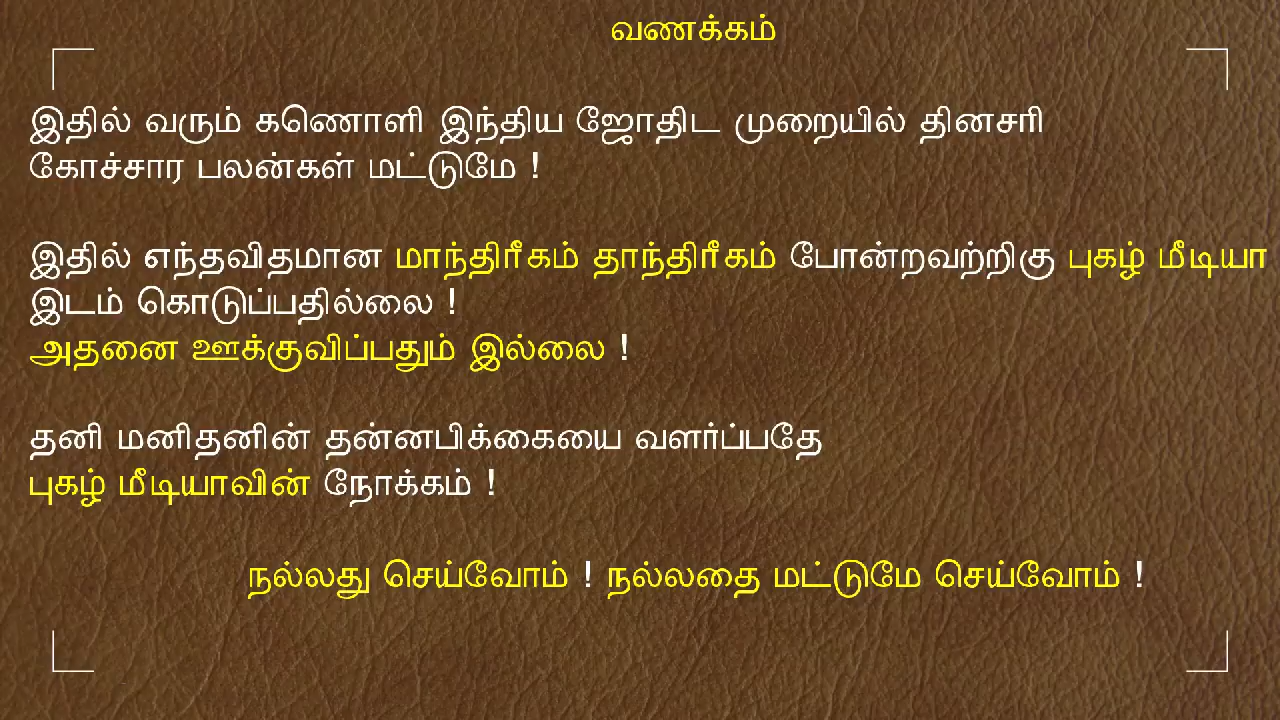 வணக்கம்
இதில் வரும் கணொளி இந்திய ஜோதிட முறையில் தினசரி
கோச்சார பலன்கள் மட்டுமே !
இதில் எந்தவிதமான மாந்திரீகம் தாந்திரீகம் போன்றவற்றிகு புகழ் மீடியா
இடம் கொடுப்பதில்லை !
அதனை ஊக்குவிப்பதும் இல்லை !
தனி மனிதனின் தன்னபிக்கையை வளர்ப்பதே
புகழ் மீடியாவின் நோக்கம் !
நல்லது செய்வோம் ! நல்லதை மட்டுமே செய்வோம் !